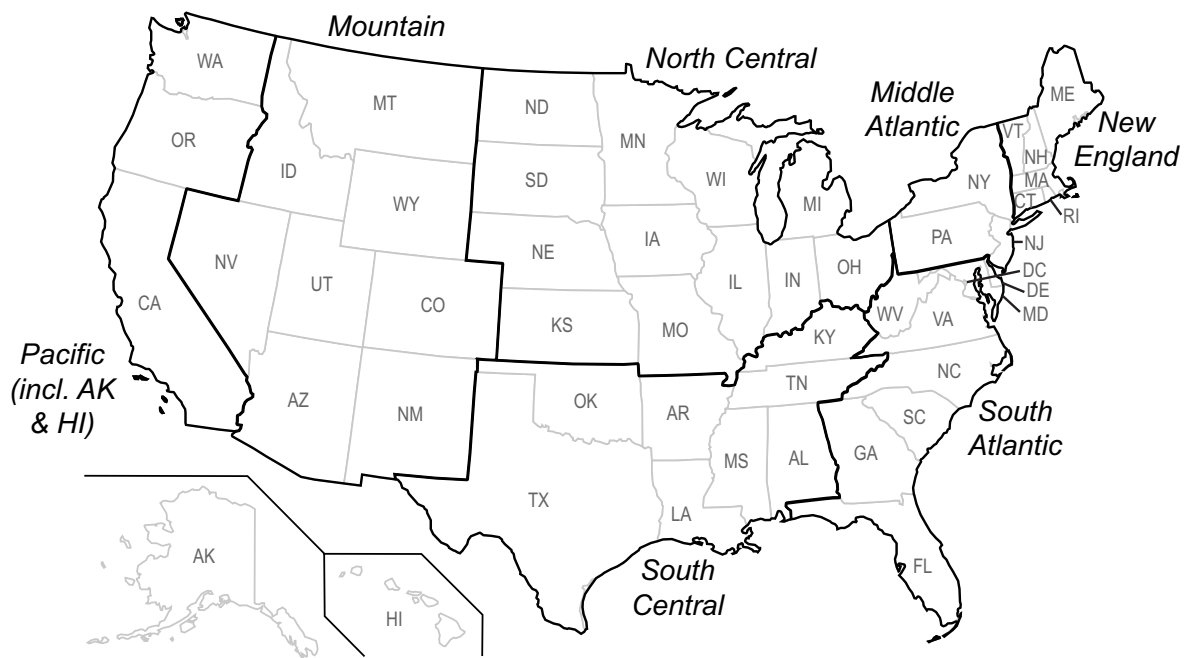 Mountain
North Central
Middle
Atlantic
New
England
Pacific
(incl. AK
& HI)
South
Atlantic
South
Central
WA
OR
CA
NV
ID
MT
WY
UT
CO
AZ
NM
ND
SD
NE
KS
MN
IA
MO
WI
IL
MI
IN
OH
OK
TX
AR
LA
KY
TN
MS
AL
ME
VT
NH
MA
CT
RI
NY
PA
NJ
DC
DE
MD
WV
VA
NC
SC
GA
FL
AK
HI